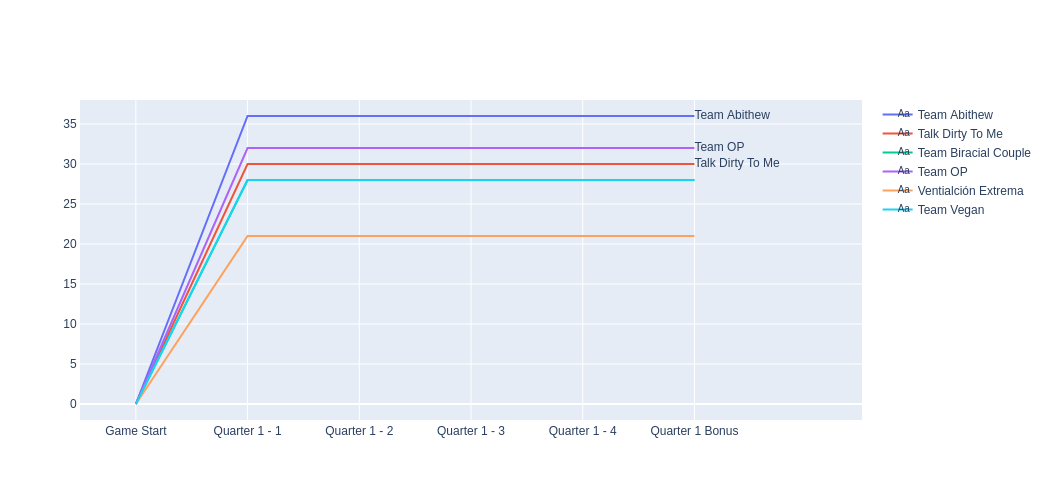 35
30
25
20
15
10
5
0
Game Start
Quarter 1 - 1
Quarter 1 - 2
Quarter 1 - 3
Quarter 1 - 4
Quarter 1 Bonus
Team Abithew
Team OP
Talk Dirty To Me
Aa Team Abithew
Aa Talk Dirty To Me
Aa Team Biracial Couple
Aa Team OP
Aa Ventialción Extrema
Aa Team Vegan